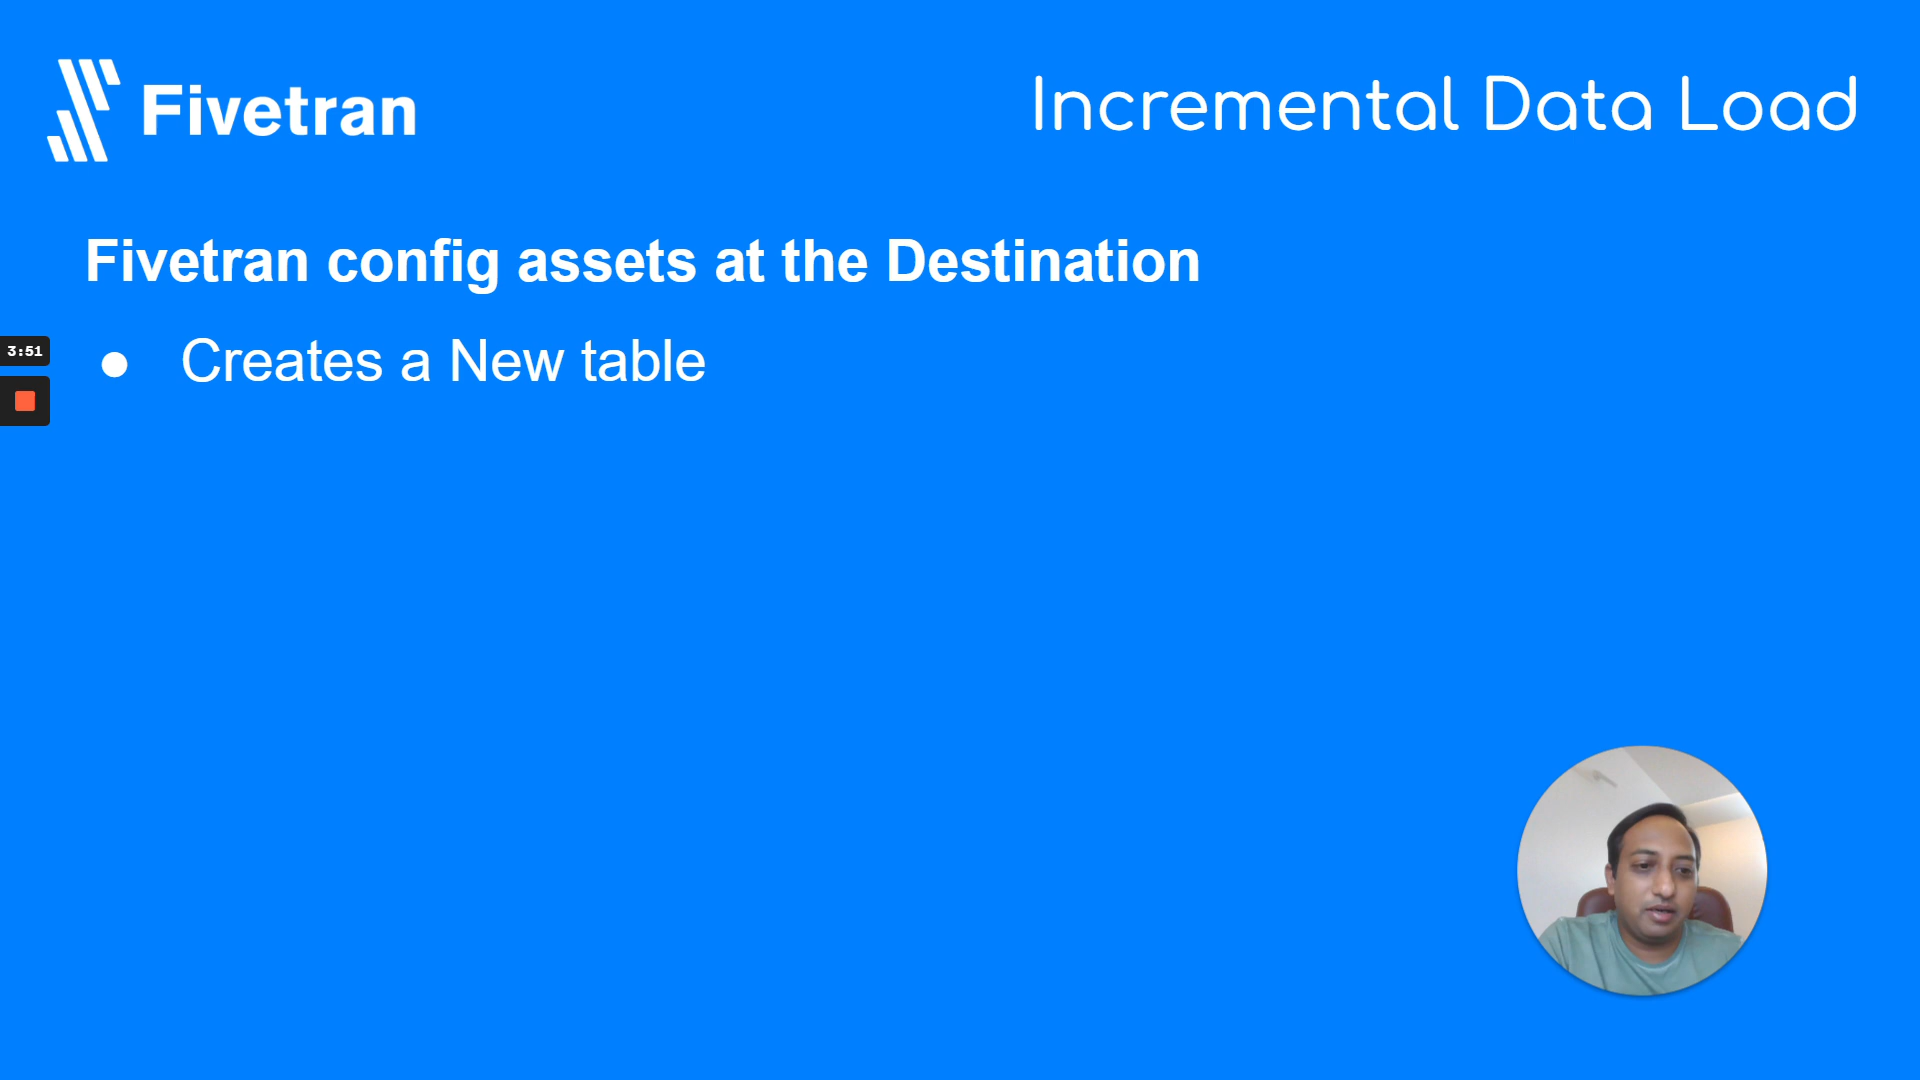 Fivetran
Incremental Data Load
Fivetran config assets at the Destination
● Creates a New table
3:51